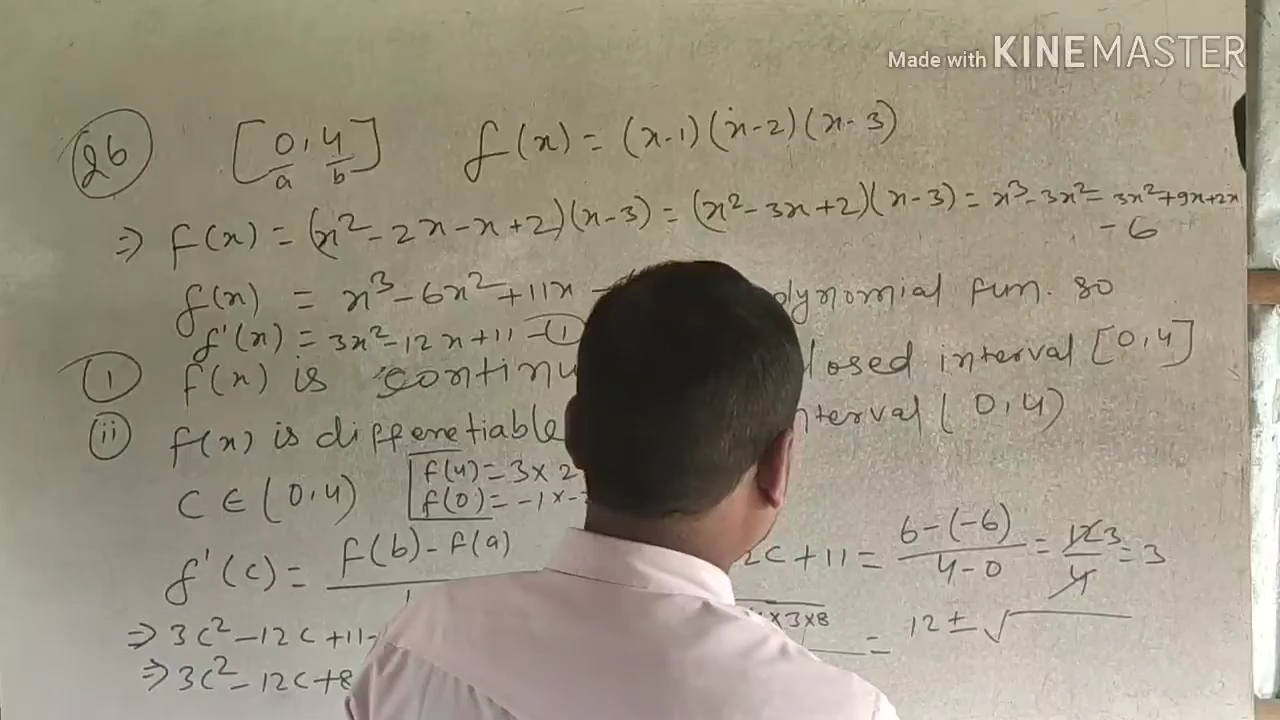 Made with KINEMASTER
26 [0,4] f(x) = (x-1)(x-2)(x-3)
a b
⇒ f(x) = (x²-2x-x+2)(x-3) = (x²-3x+2)(x-3) = x³-3x²-3x²+9x+2x
-6
f(x) = x³-6x²+11x - olynomial fun. so
f'(x) = 3x²-12x+11 -(1)
(i) f(x) is continu losed interval [0,4]
(ii) f(x) is differetiable nterval (0,4)
C ∈ (0,4) f(4) = 3×2
f(0) = -1×-
f'(c) = f(b)-f(a) 2c+11 = 6-(-6)/4-0 = 12 3/4 = 3
⇒ 3c²-12c+11- ×3×8 = 12±√
⇒ 3c²-12c+8